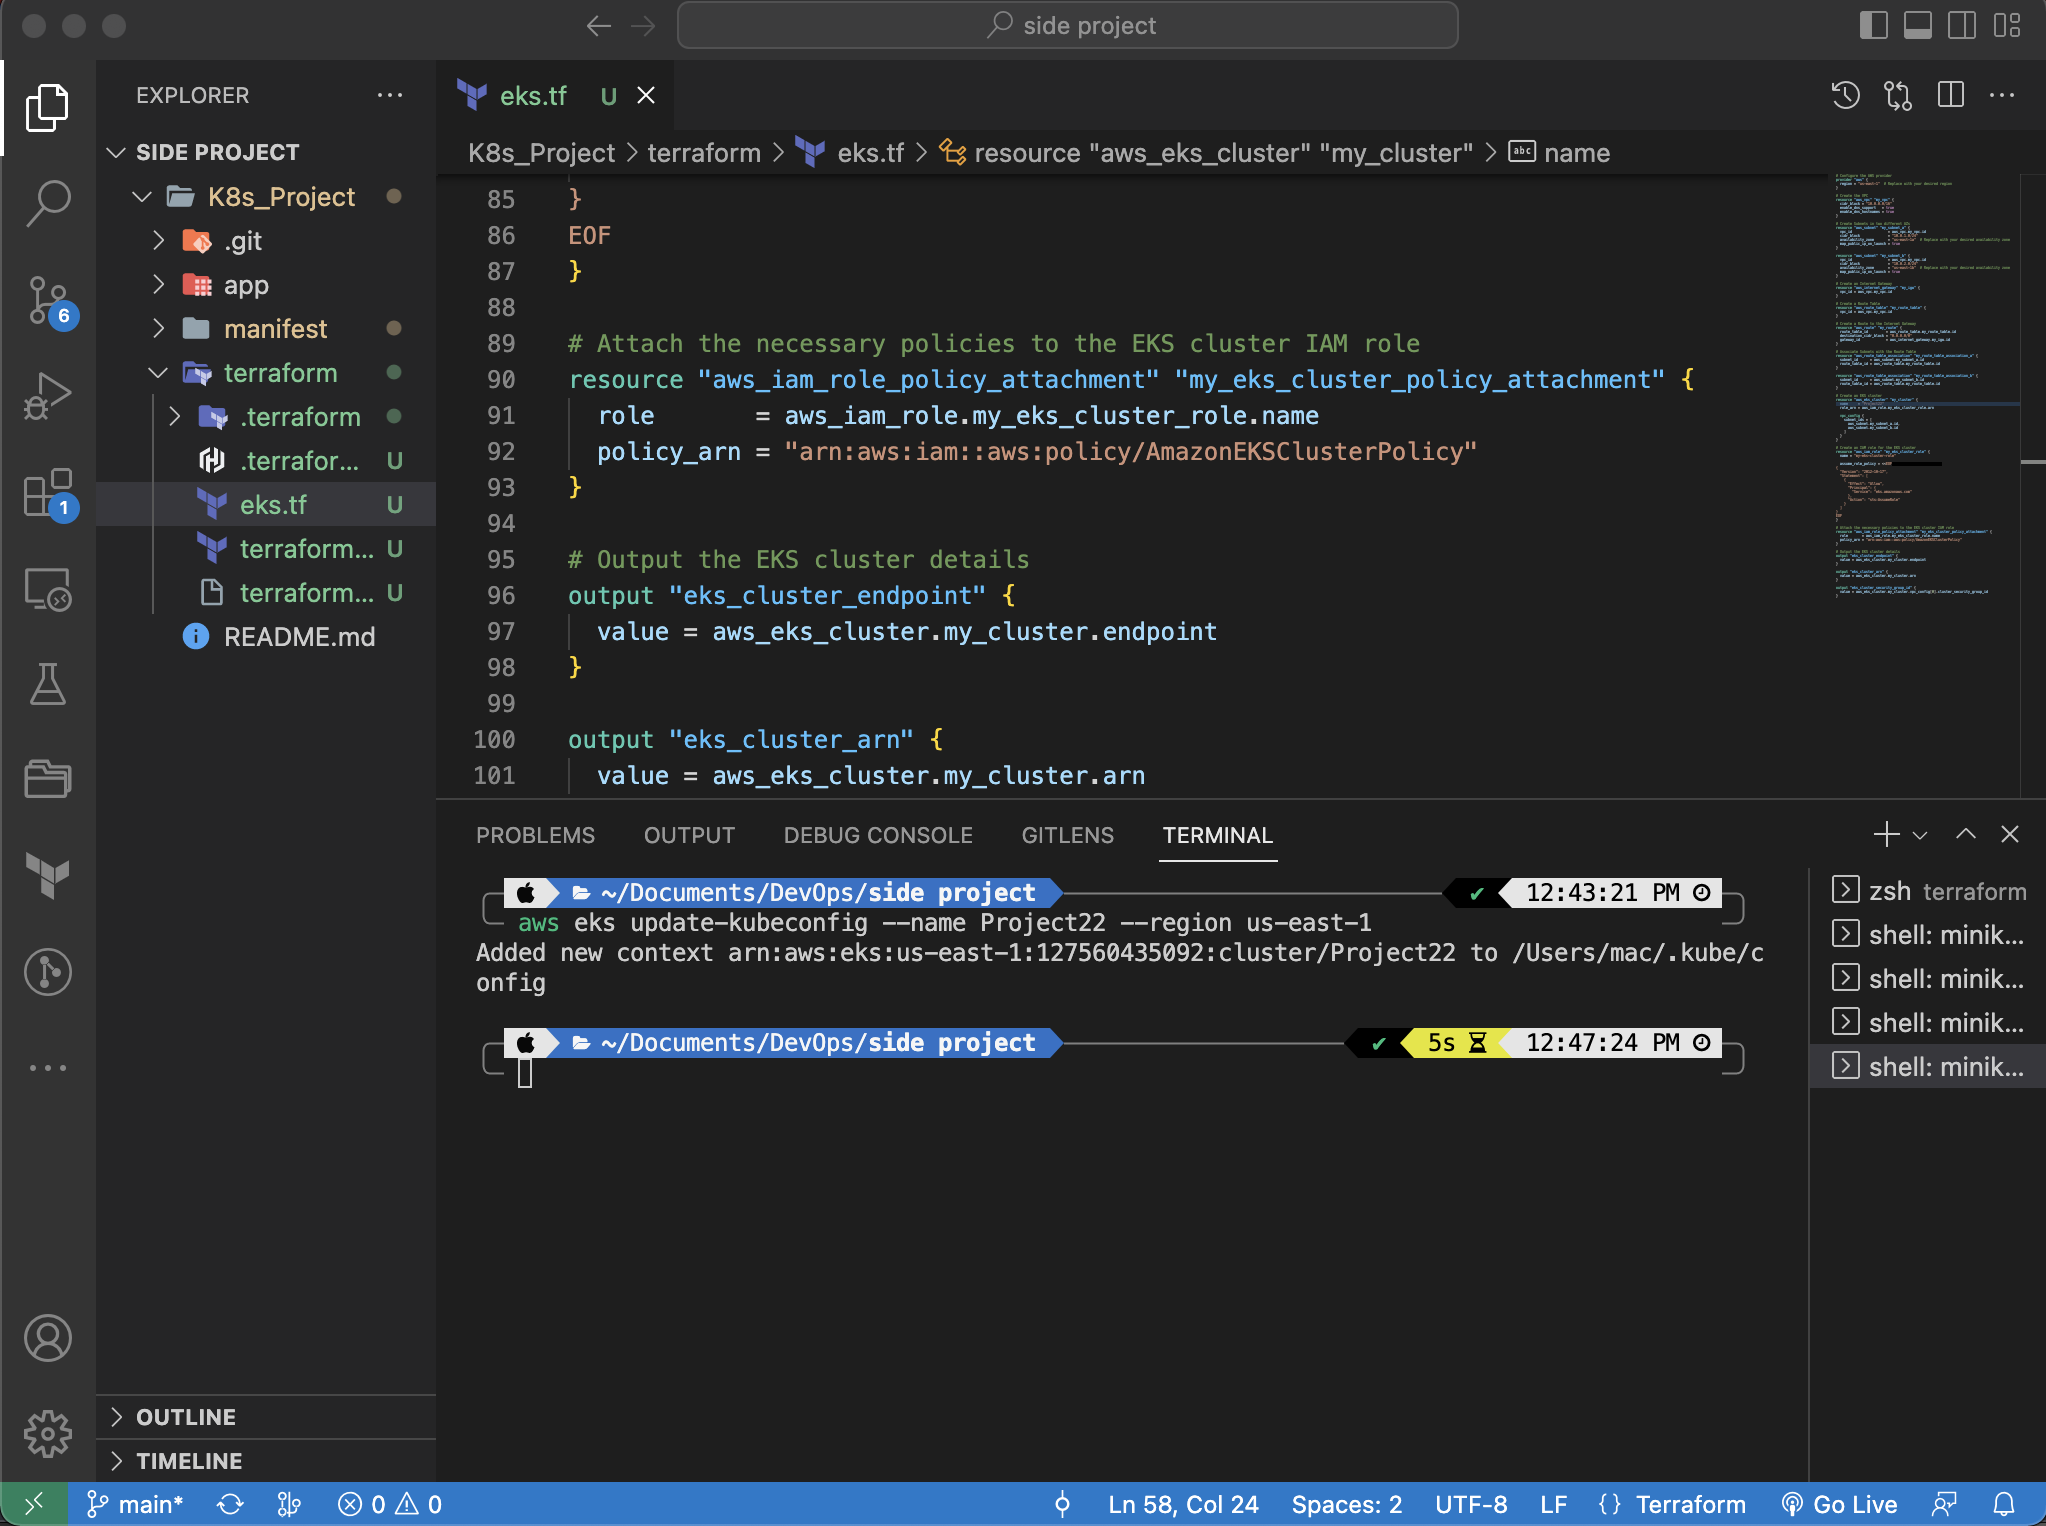 side project
EXPLORER
SIDE PROJECT
K8s_Project
.git
app
manifest
terraform
.terraform
.terrafor... U
eks.tf U
terraform... U
terraform... U
README.md
6
1
OUTLINE
TIMELINE
eks.tf U
K8s_Project > terraform > eks.tf > resource "aws_eks_cluster" "my_cluster" > abc name
85 }
86 EOF
87 }
88
89 # Attach the necessary policies to the EKS cluster IAM role
90 resource "aws_iam_role_policy_attachment" "my_eks_cluster_policy_attachment" {
91 role = aws_iam_role.my_eks_cluster_role.name
92 policy_arn = "arn:aws:iam::aws:policy/AmazonEKSClusterPolicy"
93 }
94
95 # Output the EKS cluster details
96 output "eks_cluster_endpoint" {
97 value = aws_eks_cluster.my_cluster.endpoint
98 }
99
100 output "eks_cluster_arn" {
101 value = aws_eks_cluster.my_cluster.arn
PROBLEMS OUTPUT DEBUG CONSOLE GITLENS TERMINAL
~/Documents/DevOps/side project ✔ 12:43:21 PM
aws eks update-kubeconfig --name Project22 --region us-east-1
Added new context arn:aws:eks:us-east-1:127560435092:cluster/Project22 to /Users/mac/.kube/c
onfig
~/Documents/DevOps/side project ✔ 5s 12:47:24 PM
zsh terraform
shell: minik...
shell: minik...
shell: minik...
shell: minik...
main* 0 0 Ln 58, Col 24 Spaces: 2 UTF-8 LF {} Terraform Go Live